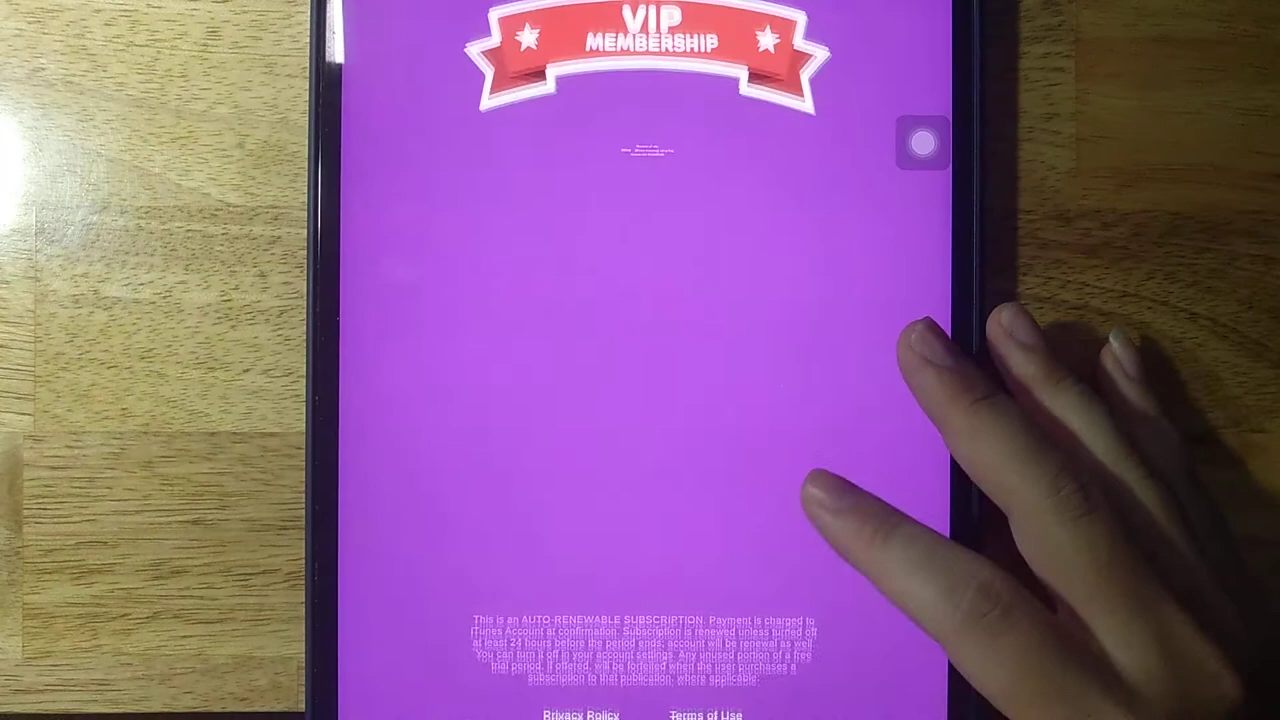 VIP
MEMBERSHIP
This is an AUTO-RENEWABLE SUBSCRIPTION. Payment is charged to
iTunes Account at confirmation. Subscription is renewed unless turned off
at least 24 hours before the period ends; account will be renewal as well.
You can turn it off in your account settings. Any unused portion of a free
trial period. If offered, will be forfeited when the user purchases a
subscription to that publication, where applicable.
Privacy Policy Terms of Use